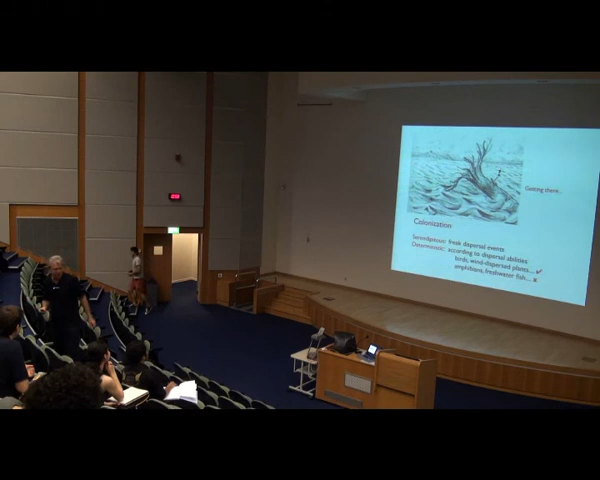 Getting there...
Colonization
Serendipitous: freak dispersal events
Deterministic: according to dispersal abilities
birds, wind-dispersed plants.... ✓
amphibians, freshwater fish.... x